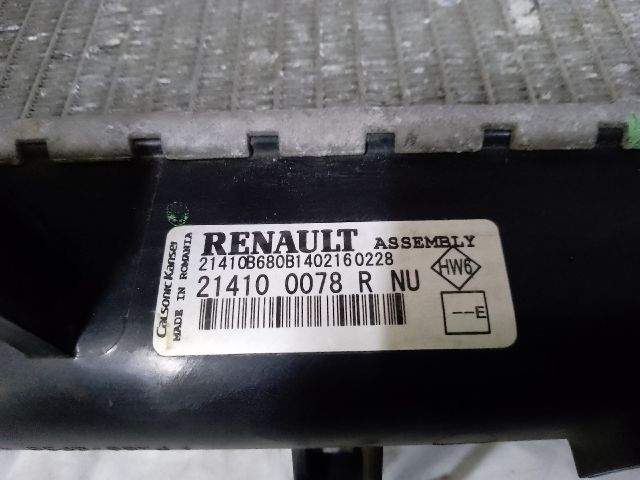 RENAULT ASSEMBLY
21410B680B1402160228
21410 0078 R NU
HW6
--E
Calsonic Kansei
MADE IN ROMANIA